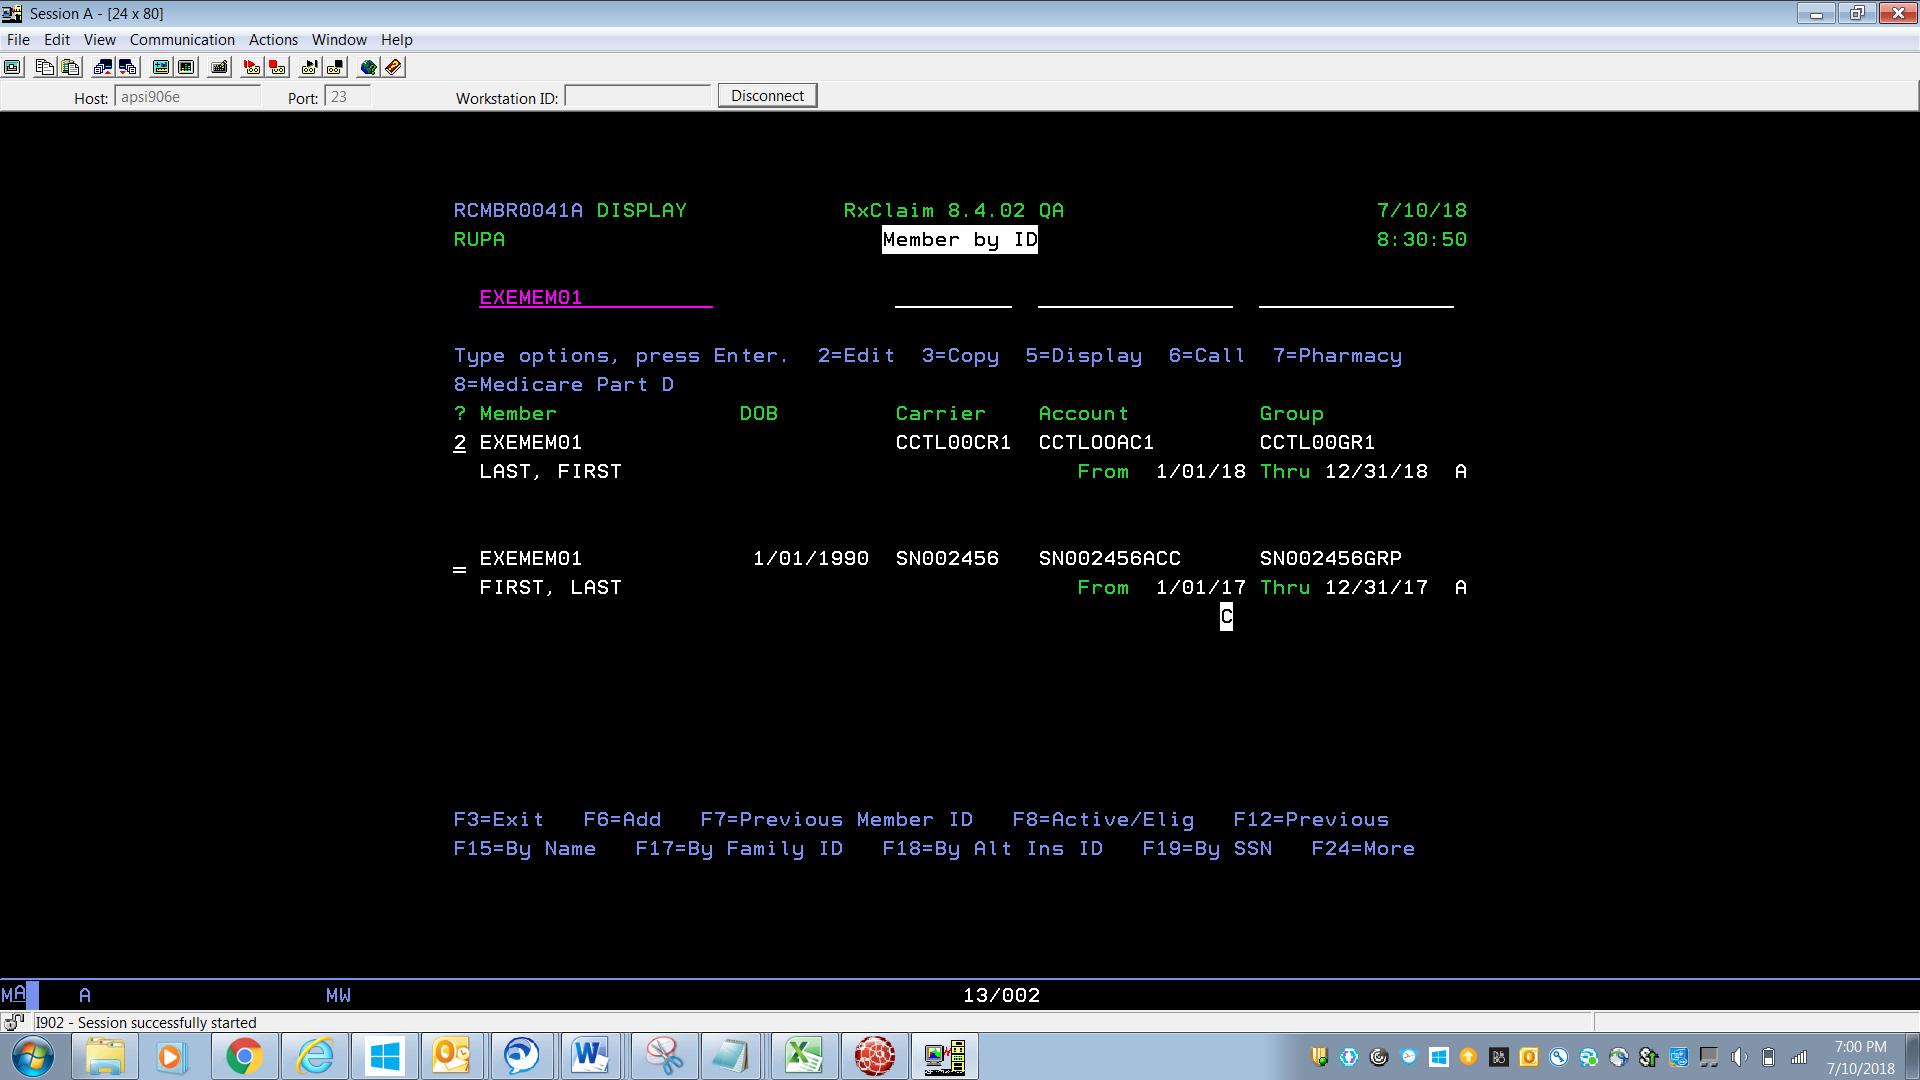 Session A - [24 x 80]
File Edit View Communication Actions Window Help
Host: apsi906e Port: 23 Workstation ID: Disconnect
RCMBR0041A DISPLAY RxClaim 8.4.02 QA 7/10/18
RUPA Member by ID 8:30:50
EXEMEM01
Type options, press Enter. 2=Edit 3=Copy 5=Display 6=Call 7=Pharmacy
8=Medicare Part D
? Member DOB Carrier Account Group
2 EXEMEM01 CCTL00CR1 CCTL00AC1 CCTL00GR1
LAST, FIRST From 1/01/18 Thru 12/31/18 A
EXEMEM01 1/01/1990 SN002456 SN002456ACC SN002456GRP
FIRST, LAST From 1/01/17 Thru 12/31/17 A
C
F3=Exit F6=Add F7=Previous Member ID F8=Active/Elig F12=Previous
F15=By Name F17=By Family ID F18=By Alt Ins ID F19=By SSN F24=More
MA A MW 13/002
I902 - Session successfully started
7:00 PM
7/10/2018